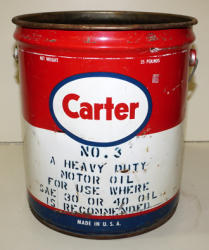 NET WEIGHT 35 POUNDS
Carter
NO. 3
A HEAVY DUTY
MOTOR OIL
FOR USE WHERE
SAE 30 OR 40 OIL
IS RECOMMENDED
MADE IN U.S.A.